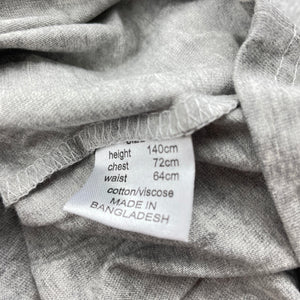 height 140cm
chest 72cm
waist 64cm
cotton/viscose
MADE IN
BANGLADESH